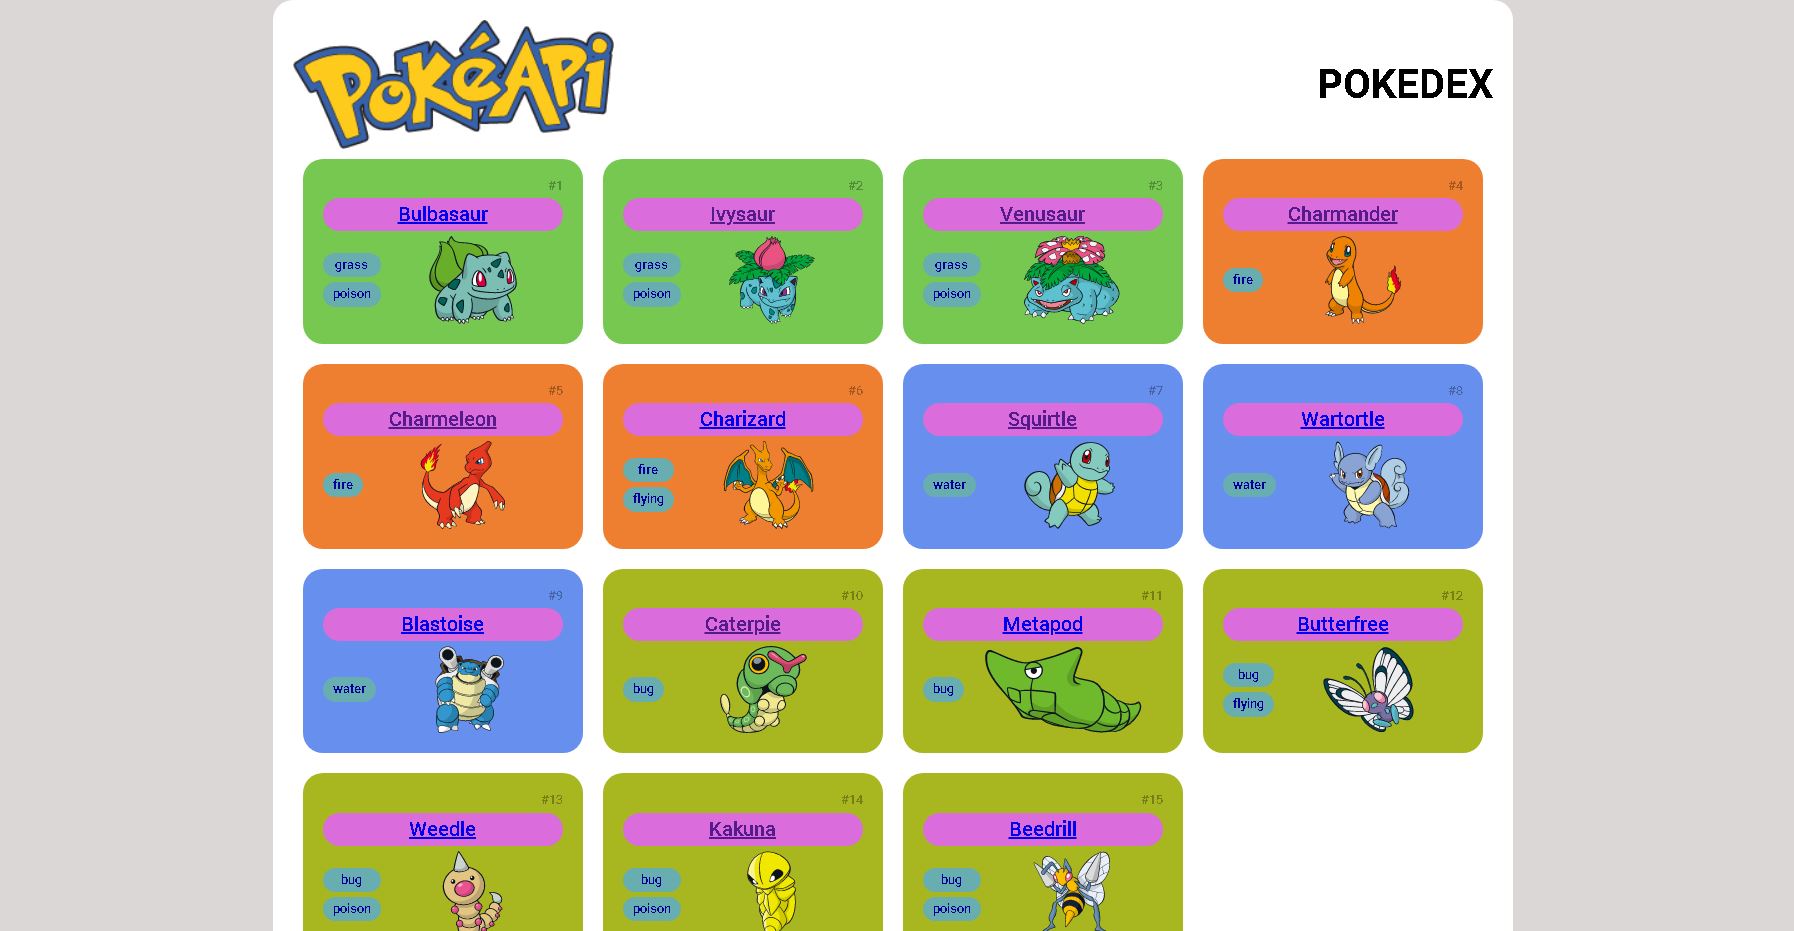 PokéAPi
POKEDEX
#1
Bulbasaur
grass
poison
#2
Ivysaur
grass
poison
#3
Venusaur
grass
poison
#4
Charmander
fire
#5
Charmeleon
fire
#6
Charizard
fire
flying
#7
Squirtle
water
#8
Wartortle
water
#9
Blastoise
water
#10
Caterpie
bug
#11
Metapod
bug
#12
Butterfree
bug
flying
#13
Weedle
bug
poison
#14
Kakuna
bug
poison
#15
Beedrill
bug
poison